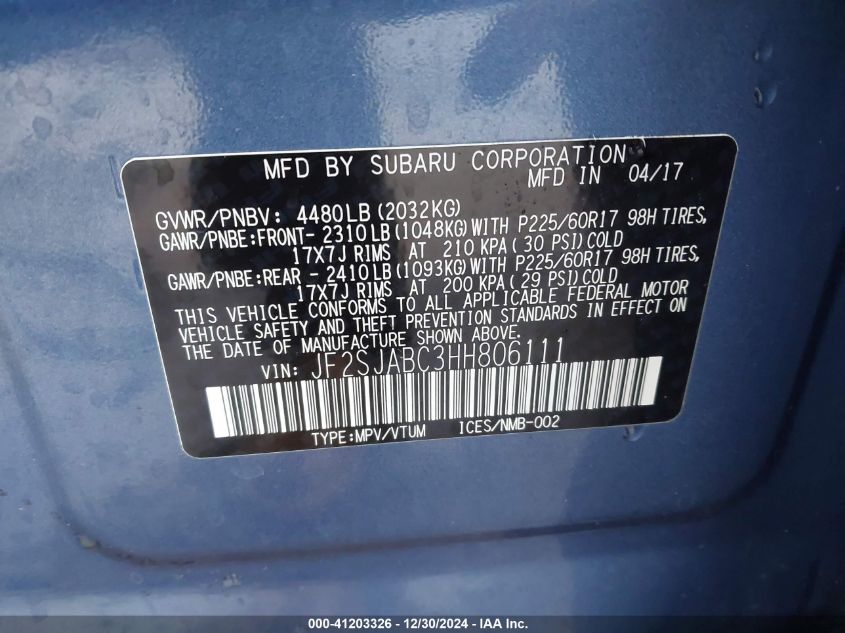 MFD BY SUBARU CORPORATION
MFD IN 04/17
GVWR/PNBV: 4480LB(2032KG)
GAWR/PNBE:FRONT- 2310LB(1048KG)WITH P225/60R17 98H TIRES,
17X7J RIMS AT 210 KPA(30 PSI)COLD
GAWR/PNBE:REAR - 2410LB(1093KG)WITH P225/60R17 98H TIRES,
17X7J RIMS AT 200 KPA(29 PSI)COLD
THIS VEHICLE CONFORMS TO ALL APPLICABLE FEDERAL MOTOR
VEHICLE SAFETY AND THEFT PREVENTION STANDARDS IN EFFECT ON
THE DATE OF MANUFACTURE SHOWN ABOVE.
VIN: JF2SJABC3HH806111
TYPE:MPV/VTUM ICES/NMB-002
000-41203326 - 12/30/2024 - IAA Inc.